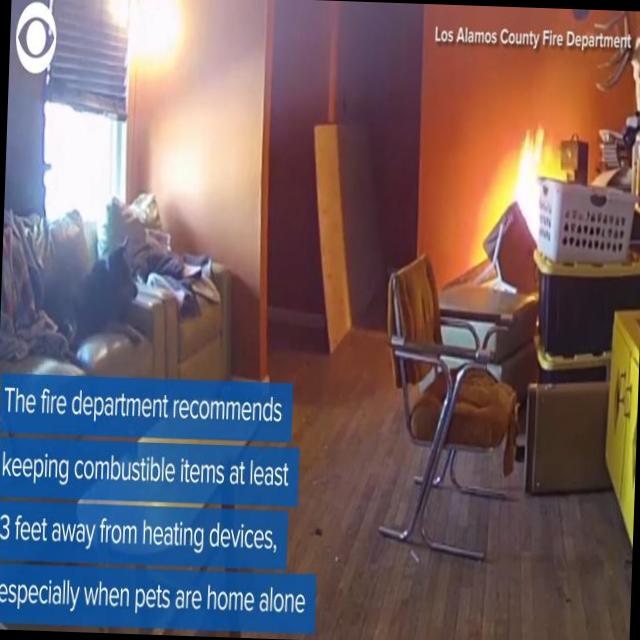 Los Alamos County Fire Department
The fire department recommends
keeping combustible items at least
3 feet away from heating devices,
especially when pets are home alone